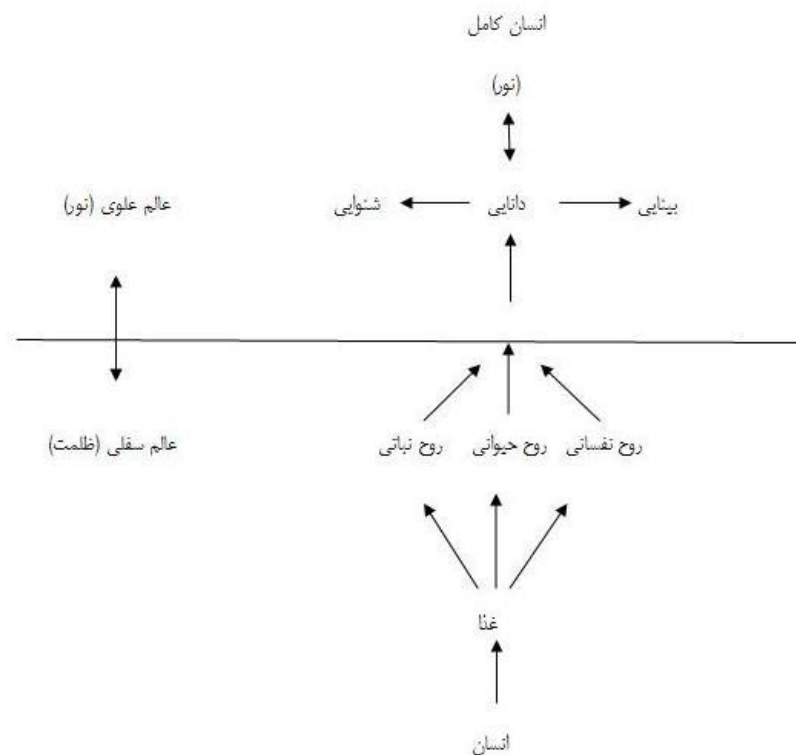 انسان کامل
(نور)
بینایی دانایی شنوایی
عالم علوی (نور)
روح نفسانی روح حیوانی روح نباتی
عالم سفلی (ظلمت)
غذا
انسان